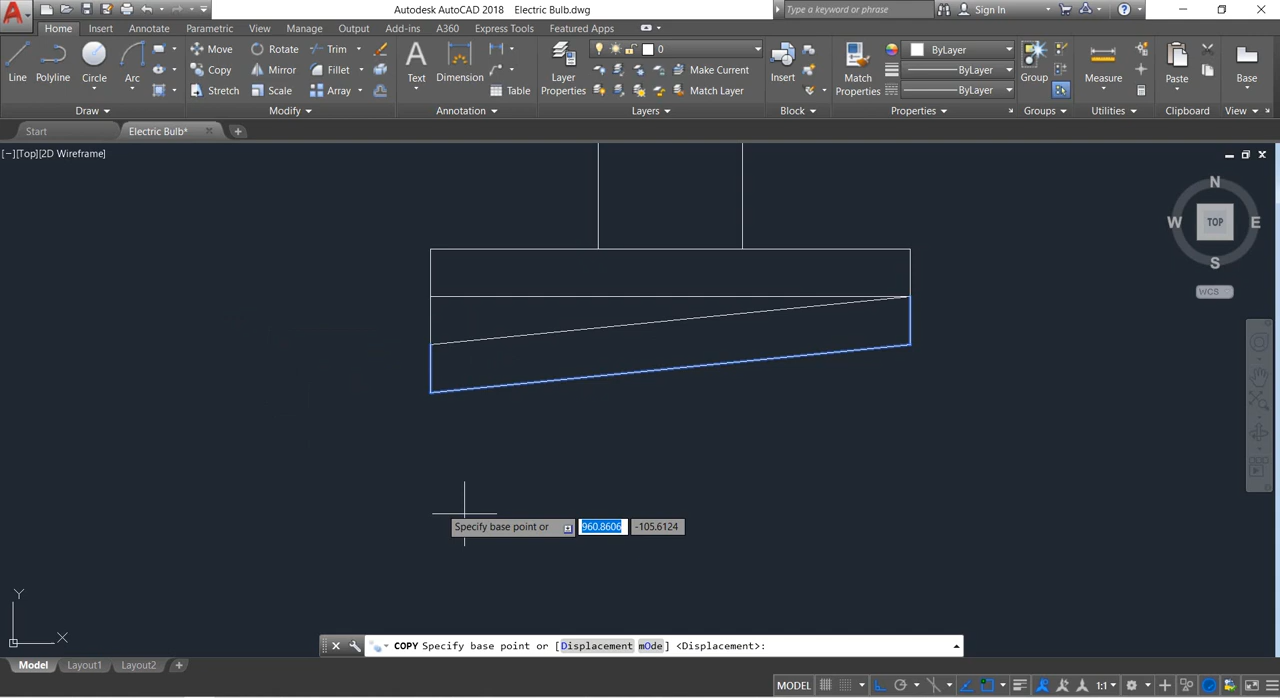 Autodesk AutoCAD 2018 Electric Bulb.dwg
Type a keyword or phrase
Sign In
Home Insert Annotate Parametric View Manage Output Add-ins A360 Express Tools Featured Apps
Line Polyline Circle Arc
Move Rotate Trim
Copy Mirror Fillet
Stretch Scale Array
Text Dimension Table
Layer Properties
0
Make Current
Match Layer
Insert
Match Properties
ByLayer
ByLayer
ByLayer
Group
Measure
Paste
Base
Draw Modify Annotation Layers Block Properties Groups Utilities Clipboard View
Start Electric Bulb*
[−][Top][2D Wireframe]
N
W TOP E
S
WCS
Specify base point or 960.8606 -105.6124
Y
X
COPY Specify base point or [Displacement mOde] <Displacement>:
Model Layout1 Layout2
MODEL 1:1